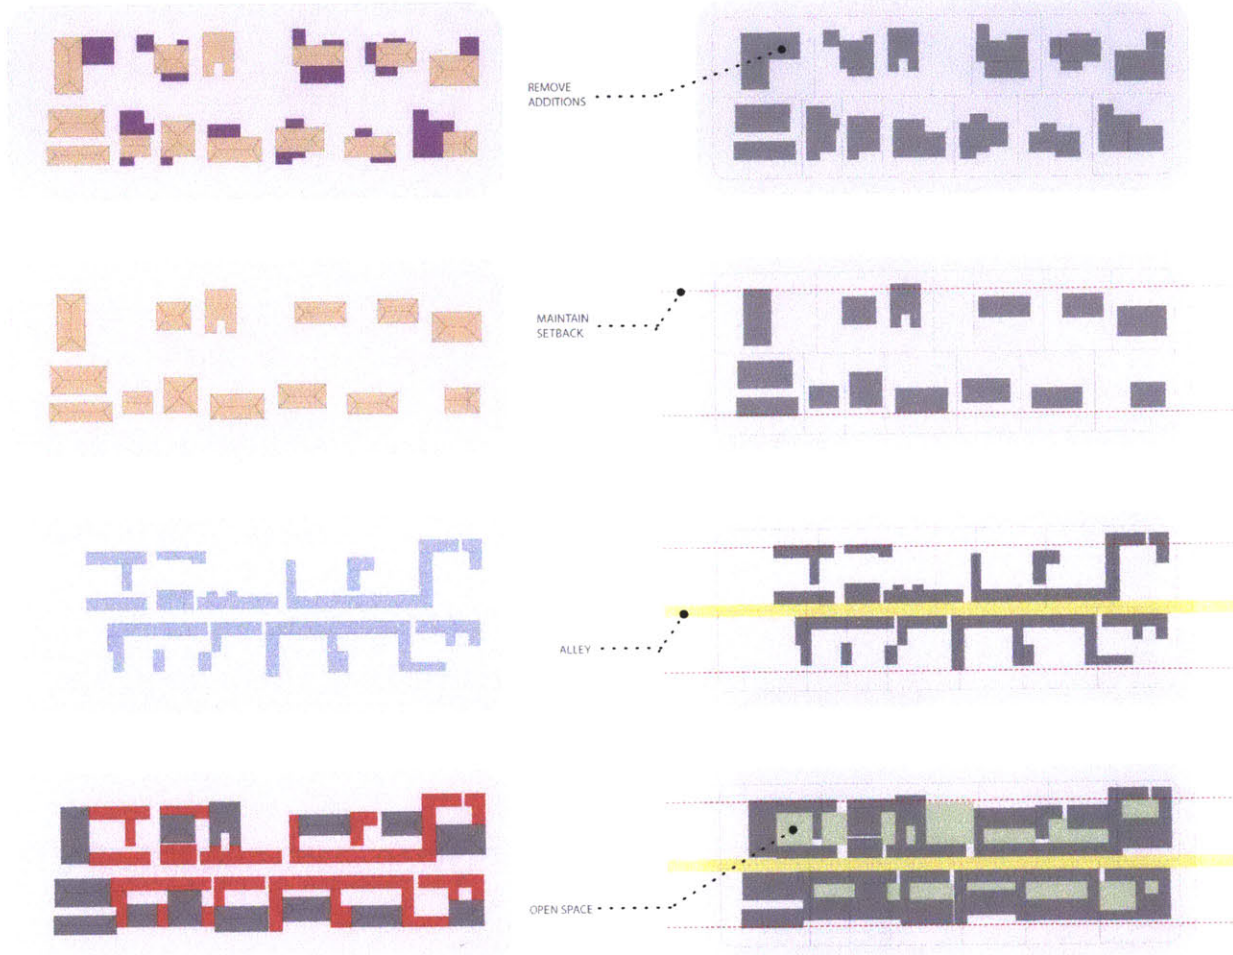 REMOVE
ADDITIONS
MAINTAIN
SETBACK
ALLEY
OPEN SPACE